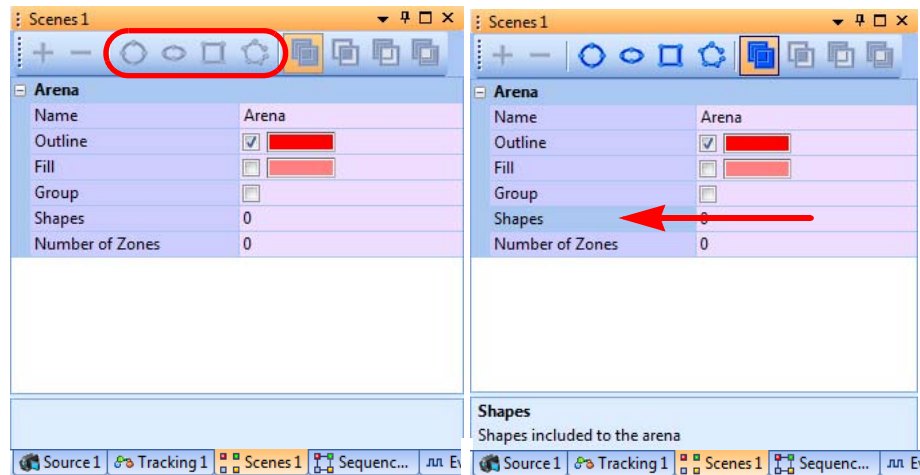 Scenes 1
Arena
Name Arena
Outline
Fill
Group
Shapes 0
Number of Zones 0
Source 1 Tracking 1 Scenes 1 Sequenc...
Scenes 1
Arena
Name Arena
Outline
Fill
Group
Shapes 0
Number of Zones 0
Shapes
Shapes included to the arena
Source 1 Tracking 1 Scenes 1 Sequenc...